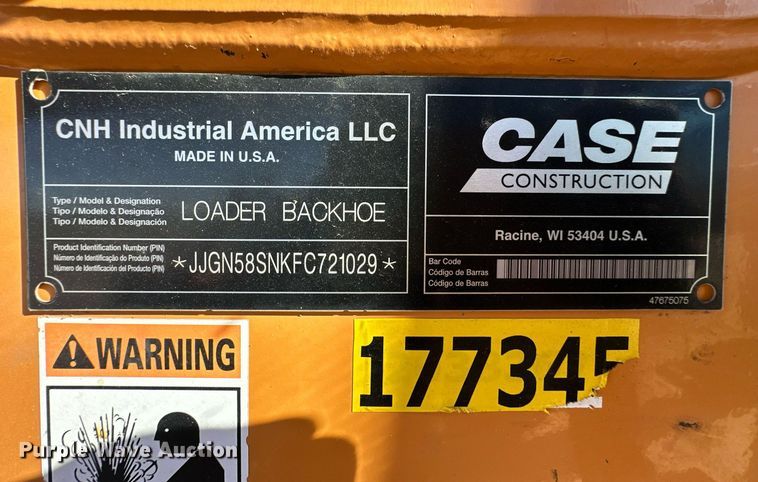 CNH Industrial America LLC
MADE IN U.S.A.
Type / Model & Designation
Tipo / Modelo & Designação
Tipo / Modelo & Designación
LOADER BACKHOE
Product Identification Number (PIN)
Número de Identificação do Produto (PIN)
Número de Identificación del Producto (PIN)
*JJGN58SNKFC721029*
CASE
CONSTRUCTION
Racine, WI 53404 U.S.A.
Bar Code
Código de Barras
Código de Barras
47675075
WARNING
177345
Purple Wave Auction